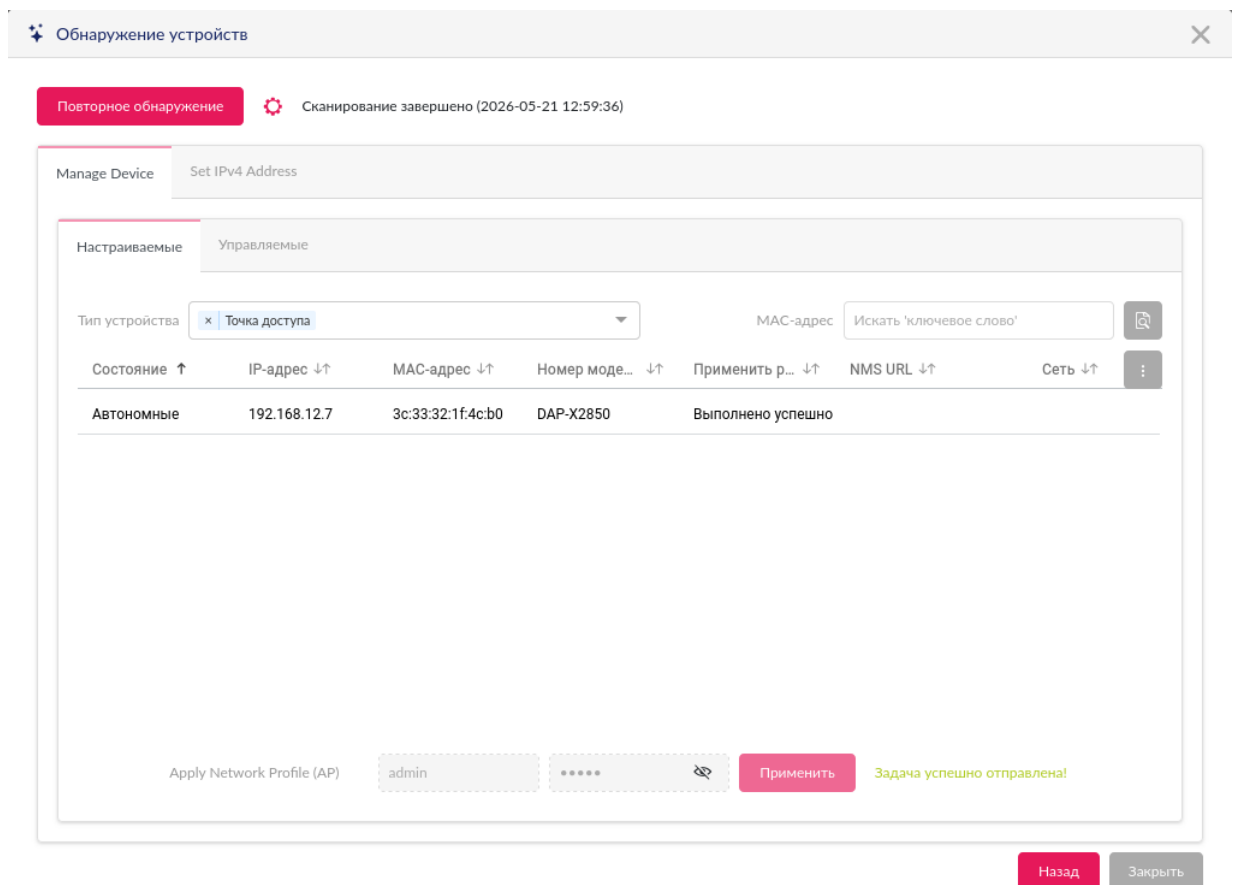 Обнаружение устройств
Повторное обнаружение Сканирование завершено (2026-05-21 12:59:36)
Manage Device Set IPv4 Address
Настраиваемые Управляемые
Тип устройства × Точка доступа MAC-адрес Искать 'ключевое слово'
Состояние ↑ IP-адрес ↓↑ MAC-адрес ↓↑ Номер моде... ↓↑ Применить р... ↓↑ NMS URL ↓↑ Сеть ↓↑
Автономные 192.168.12.7 3c:33:32:1f:4c:b0 DAP-X2850 Выполнено успешно
Apply Network Profile (AP) admin ••••• Применить Задача успешно отправлена!
Назад Закрыть